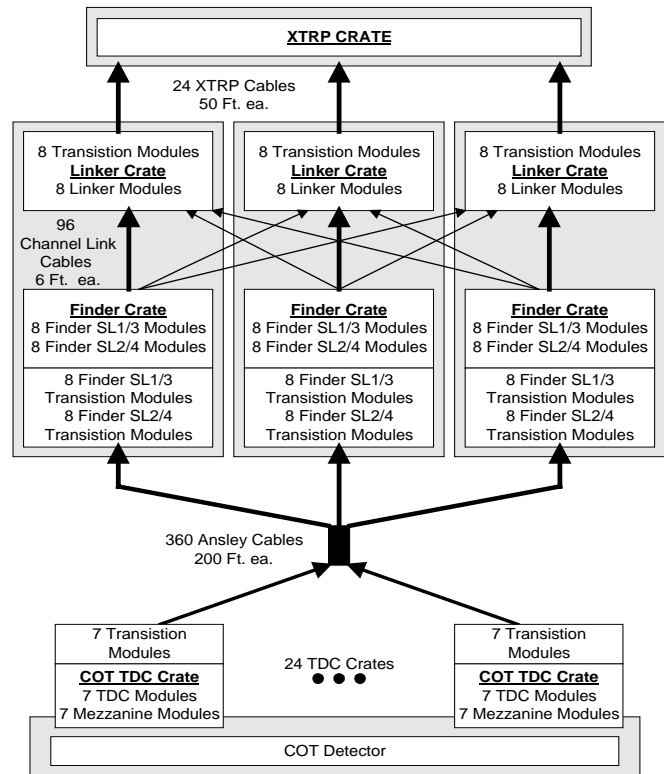 XTRP CRATE
24 XTRP Cables
50 Ft. ea.
8 Transistion Modules
Linker Crate
8 Linker Modules
8 Transistion Modules
Linker Crate
8 Linker Modules
8 Transistion Modules
Linker Crate
8 Linker Modules
96
Channel Link
Cables
6 Ft. ea.
Finder Crate
8 Finder SL1/3 Modules
8 Finder SL2/4 Modules
8 Finder SL1/3
Transistion Modules
8 Finder SL2/4
Transistion Modules
Finder Crate
8 Finder SL1/3 Modules
8 Finder SL2/4 Modules
8 Finder SL1/3
Transistion Modules
8 Finder SL2/4
Transistion Modules
Finder Crate
8 Finder SL1/3 Modules
8 Finder SL2/4 Modules
8 Finder SL1/3
Transistion Modules
8 Finder SL2/4
Transistion Modules
360 Ansley Cables
200 Ft. ea.
7 Transistion
Modules
COT TDC Crate
7 TDC Modules
7 Mezzanine Modules
24 TDC Crates
7 Transistion
Modules
COT TDC Crate
7 TDC Modules
7 Mezzanine Modules
COT Detector